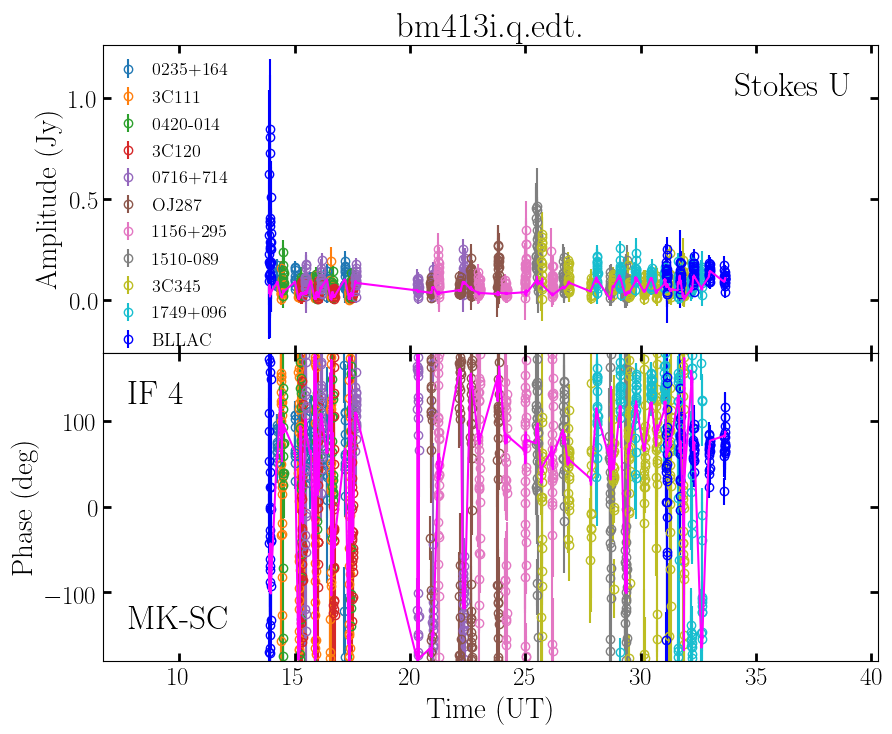 bm413i.q.edt.
Stokes U
0235+164
3C111
0420-014
3C120
0716+714
OJ287
1156+295
1510-089
3C345
1749+096
BLLAC
Amplitude (Jy)
1.0
0.5
0.0
IF 4
MK-SC
Phase (deg)
100
0
−100
10 15 20 25 30 35 40
Time (UT)